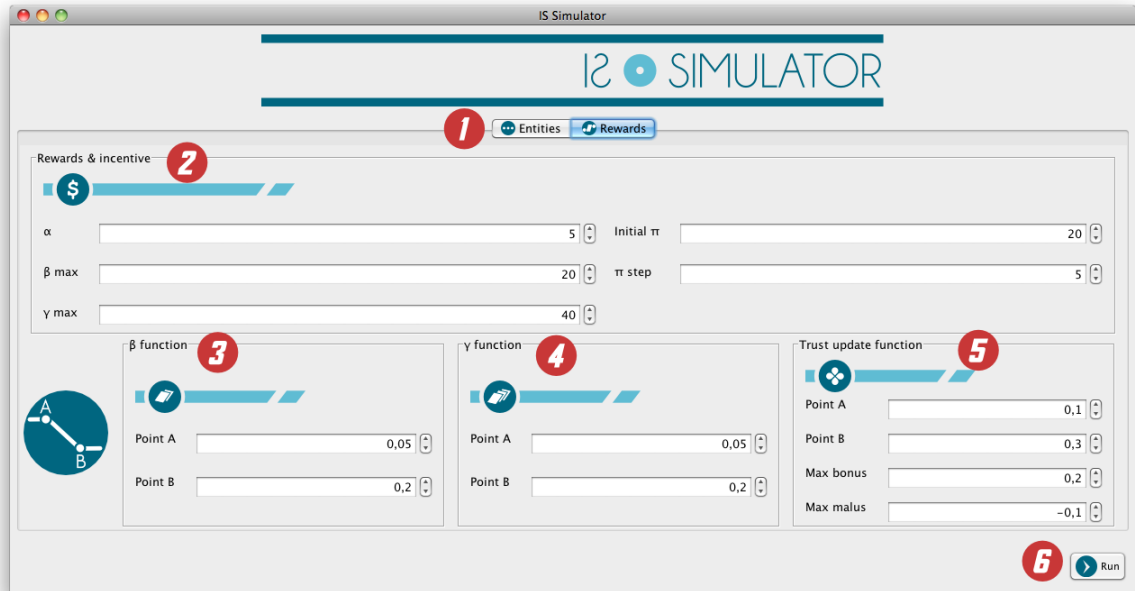 IS Simulator
IS SIMULATOR
1 Entities Rewards
Rewards & incentive 2
$
α 5 Initial π 20
β max 20 π step 5
γ max 40
β function 3 γ function 4 Trust update function 5
Point A 0,1
A Point A 0,05 Point A 0,05 Point B 0,3
B Point B 0,2 Point B 0,2 Max bonus 0,2
Max malus -0,1
6 Run